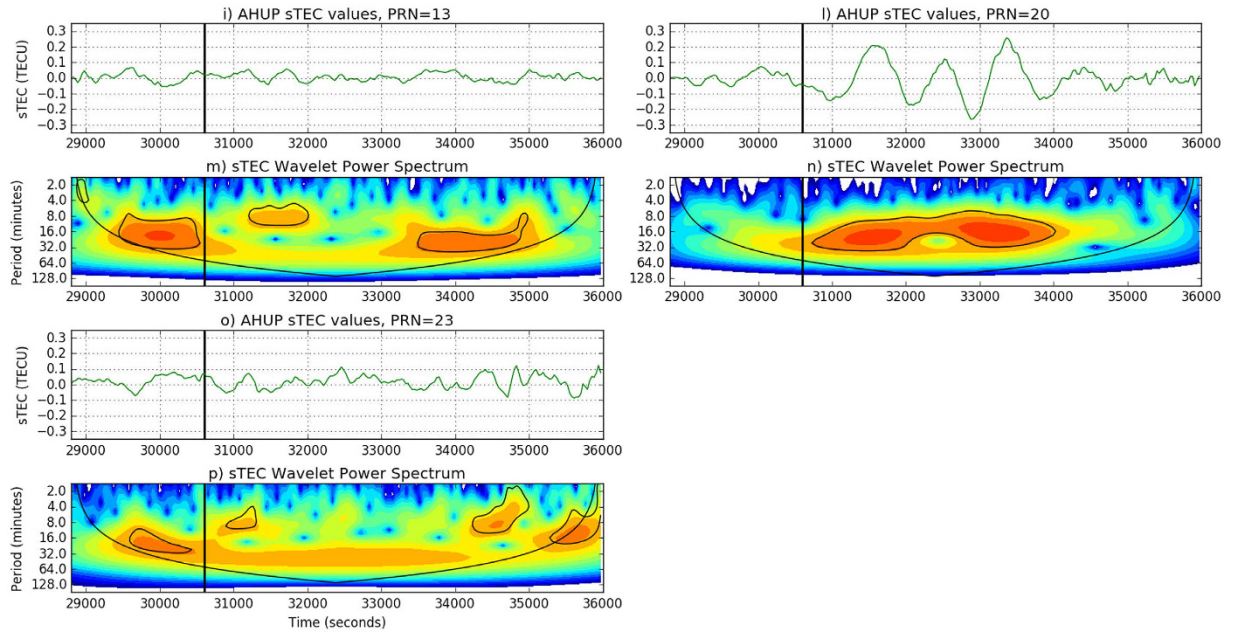 i) AHUP sTEC values, PRN=13
sTEC (TECU)
0.3
0.2
0.1
0.0
−0.1
−0.2
−0.3
29000 30000 31000 32000 33000 34000 35000 36000
m) sTEC Wavelet Power Spectrum
Period (minutes)
2.0
4.0
8.0
16.0
32.0
64.0
128.0
29000 30000 31000 32000 33000 34000 35000 36000
l) AHUP sTEC values, PRN=20
0.3
0.2
0.1
0.0
−0.1
−0.2
−0.3
29000 30000 31000 32000 33000 34000 35000 36000
n) sTEC Wavelet Power Spectrum
2.0
4.0
8.0
16.0
32.0
64.0
128.0
29000 30000 31000 32000 33000 34000 35000 36000
o) AHUP sTEC values, PRN=23
sTEC (TECU)
0.3
0.2
0.1
0.0
−0.1
−0.2
−0.3
29000 30000 31000 32000 33000 34000 35000 36000
p) sTEC Wavelet Power Spectrum
Period (minutes)
2.0
4.0
8.0
16.0
32.0
64.0
128.0
29000 30000 31000 32000 33000 34000 35000 36000
Time (seconds)